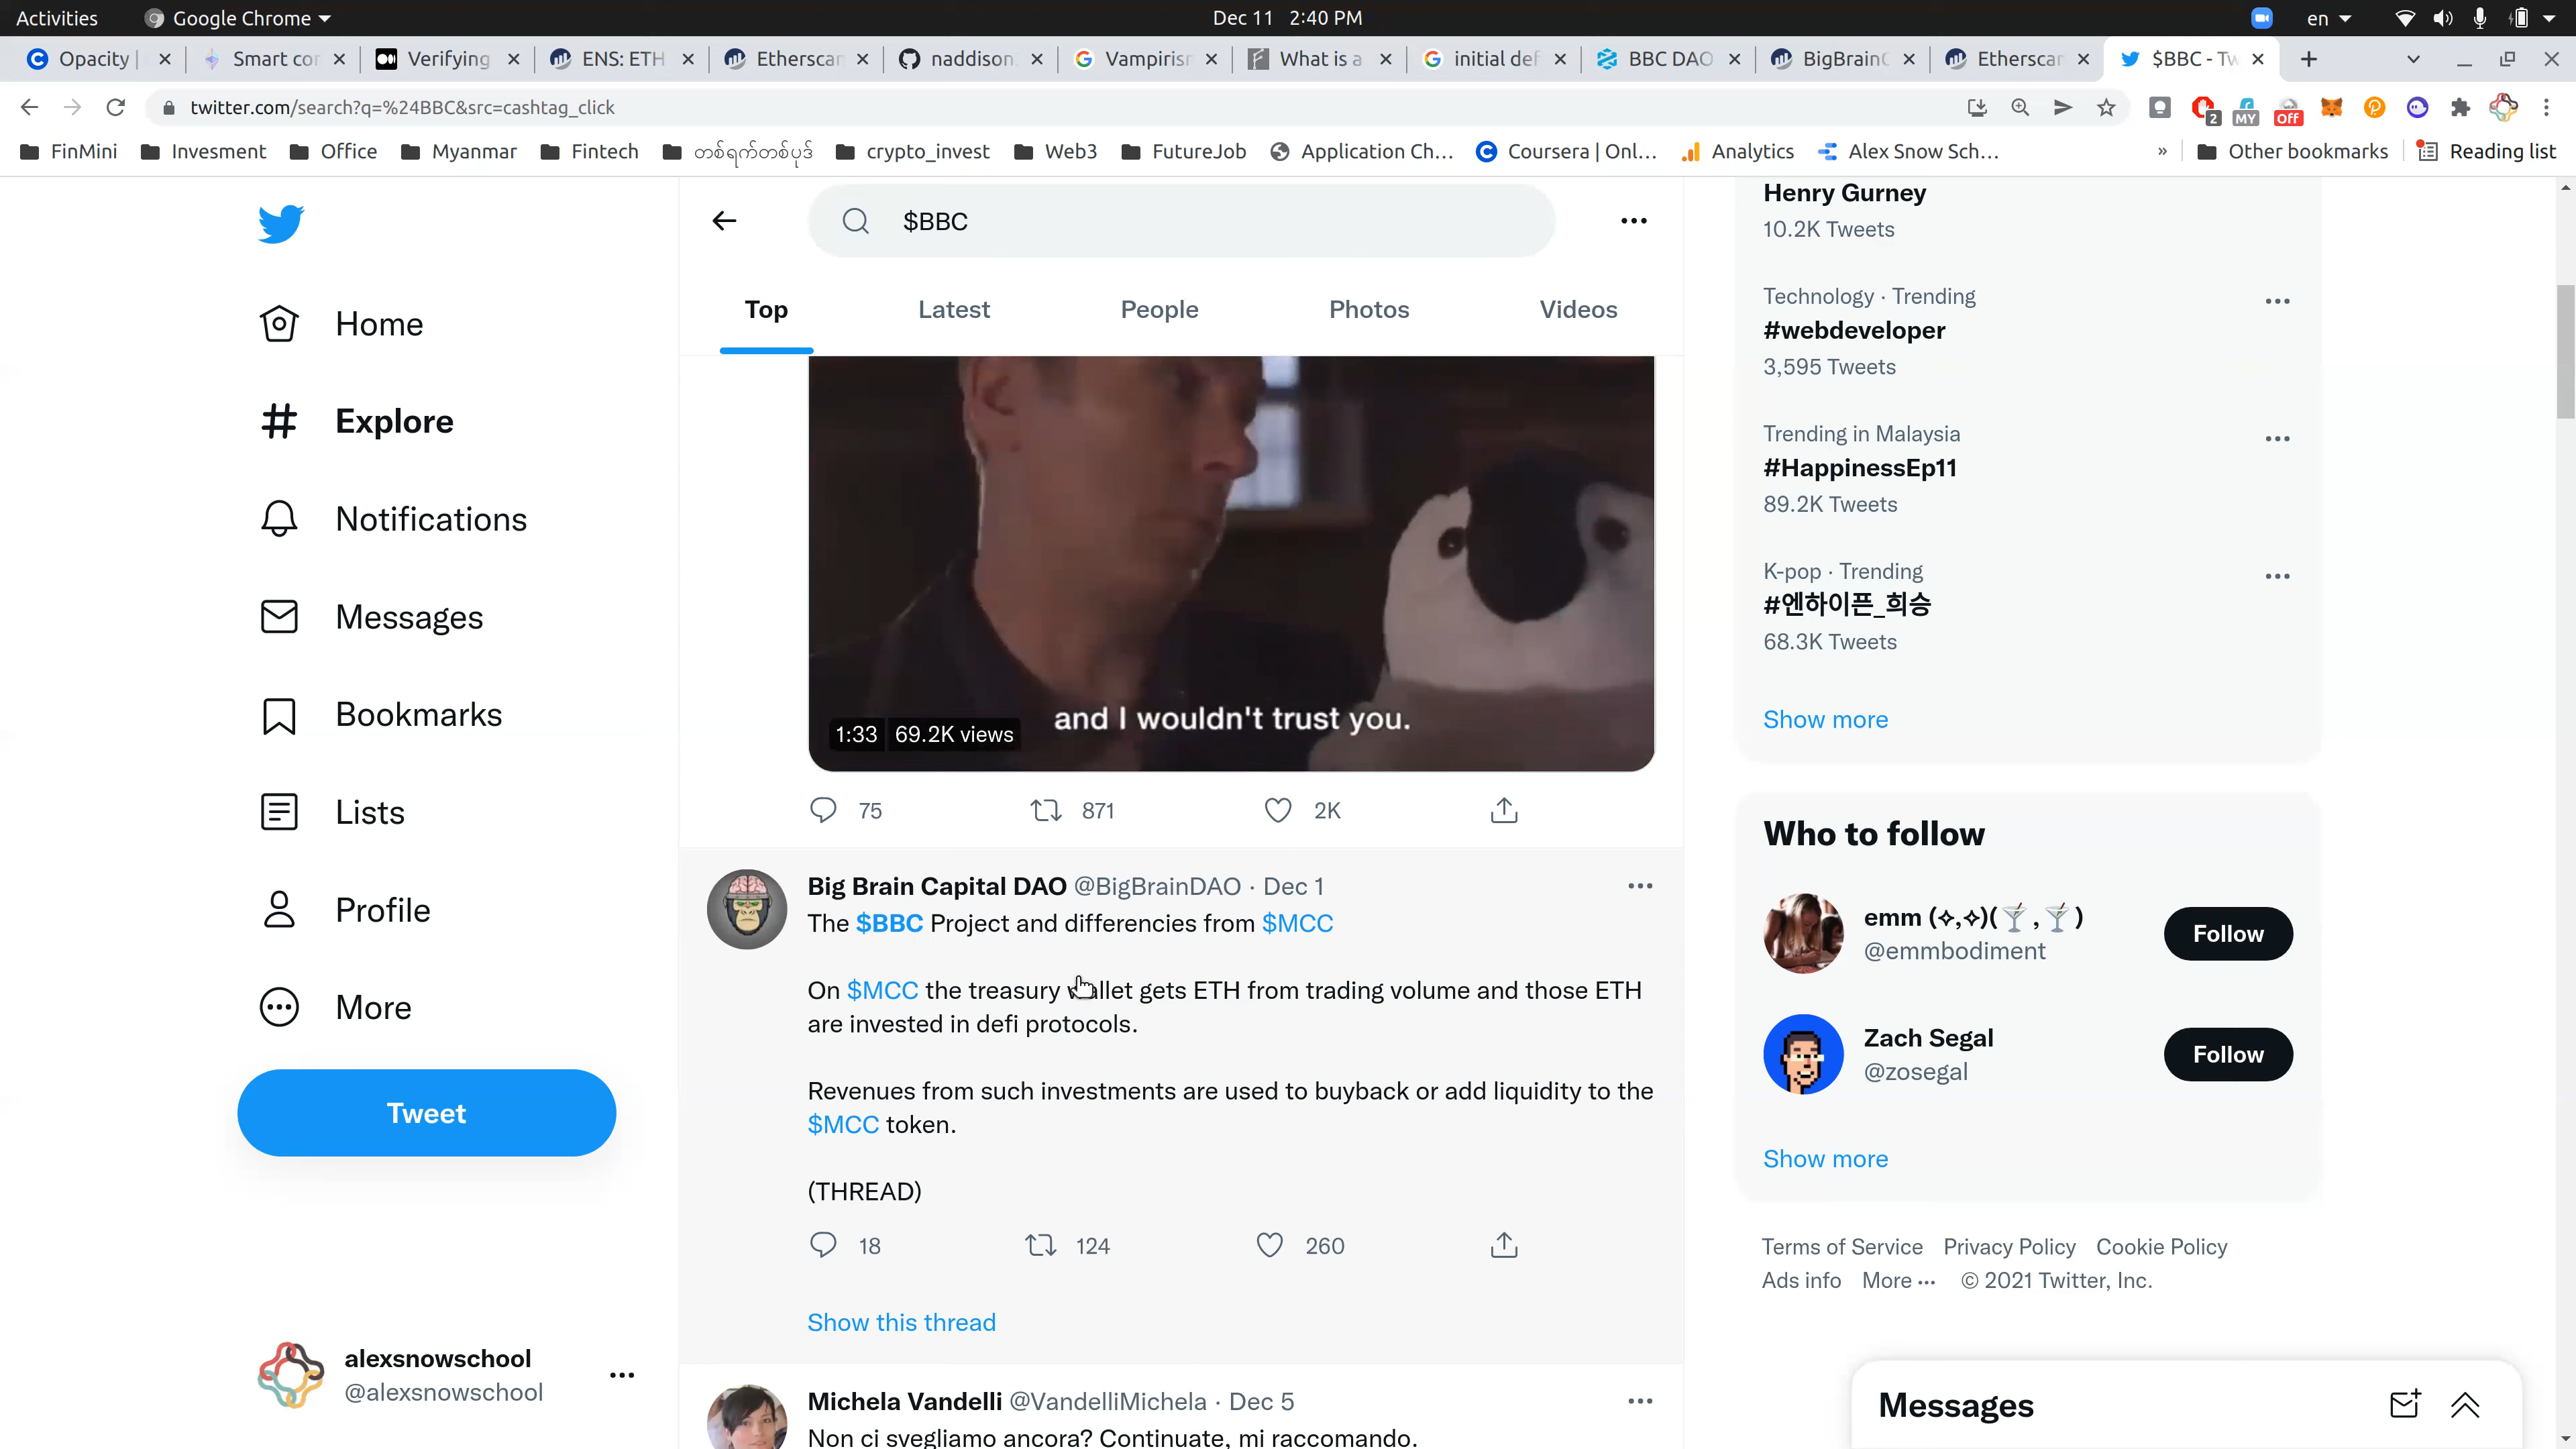 Activities Google Chrome Dec 11 2:40 PM en
Opacity | Smart cor Verifying ENS: ETH Etherscan naddison Vampirism What is a initial def BBC DAO BigBrainC Etherscan $BBC - Tw
twitter.com/search?q=%24BBC&src=cashtag_click 2 MY Off
FinMini Invesment Office Myanmar Fintech တစ်ရက်တစ်ပုဒ် crypto_invest Web3 FutureJob Application Ch... Coursera | Onl... Analytics Alex Snow Sch... » Other bookmarks Reading list
Home
Explore
Notifications
Messages
Bookmarks
Lists
Profile
More
Tweet
alexsnowschool
@alexsnowschool
$BBC
Top Latest People Photos Videos
and I wouldn't trust you.
1:33 69.2K views
75 871 2K
Big Brain Capital DAO @BigBrainDAO · Dec 1
The $BBC Project and differencies from $MCC
On $MCC the treasury wallet gets ETH from trading volume and those ETH
are invested in defi protocols.
Revenues from such investments are used to buyback or add liquidity to the
$MCC token.
(THREAD)
18 124 260
Show this thread
Michela Vandelli @VandelliMichela · Dec 5
Non ci svegliamo ancora? Continuate, mi raccomando.
Henry Gurney
10.2K Tweets
Technology · Trending
#webdeveloper
3,595 Tweets
Trending in Malaysia
#HappinessEp11
89.2K Tweets
K-pop · Trending
#엔하이픈_희승
68.3K Tweets
Show more
Who to follow
emm (✧,✧)(🍸,🍸)
@emmbodiment
Follow
Zach Segal
@zosegal
Follow
Show more
Terms of Service Privacy Policy Cookie Policy
Ads info More ··· © 2021 Twitter, Inc.
Messages